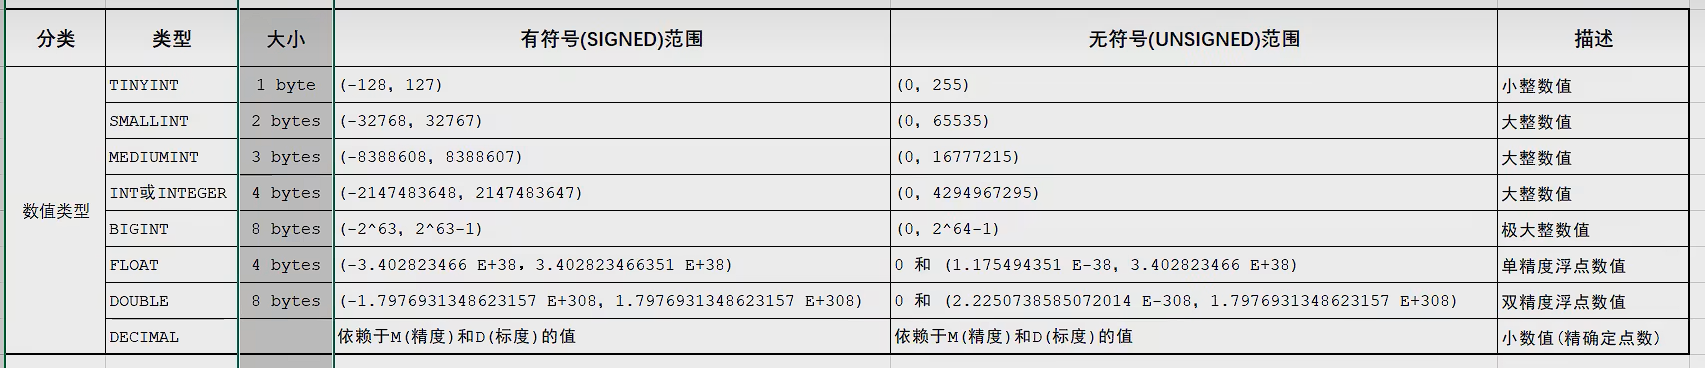 分类 类型 大小 有符号(SIGNED)范围 无符号(UNSIGNED)范围 描述
数值类型
TINYINT 1 byte (-128, 127) (0, 255) 小整数值
SMALLINT 2 bytes (-32768, 32767) (0, 65535) 大整数值
MEDIUMINT 3 bytes (-8388608, 8388607) (0, 16777215) 大整数值
INT或INTEGER 4 bytes (-2147483648, 2147483647) (0, 4294967295) 大整数值
BIGINT 8 bytes (-2^63, 2^63-1) (0, 2^64-1) 极大整数值
FLOAT 4 bytes (-3.402823466 E+38, 3.402823466351 E+38) 0 和 (1.175494351 E-38, 3.402823466 E+38) 单精度浮点数值
DOUBLE 8 bytes (-1.7976931348623157 E+308, 1.7976931348623157 E+308) 0 和 (2.2250738585072014 E-308, 1.7976931348623157 E+308) 双精度浮点数值
DECIMAL 依赖于M(精度)和D(标度)的值 依赖于M(精度)和D(标度)的值 小数值(精确定点数)